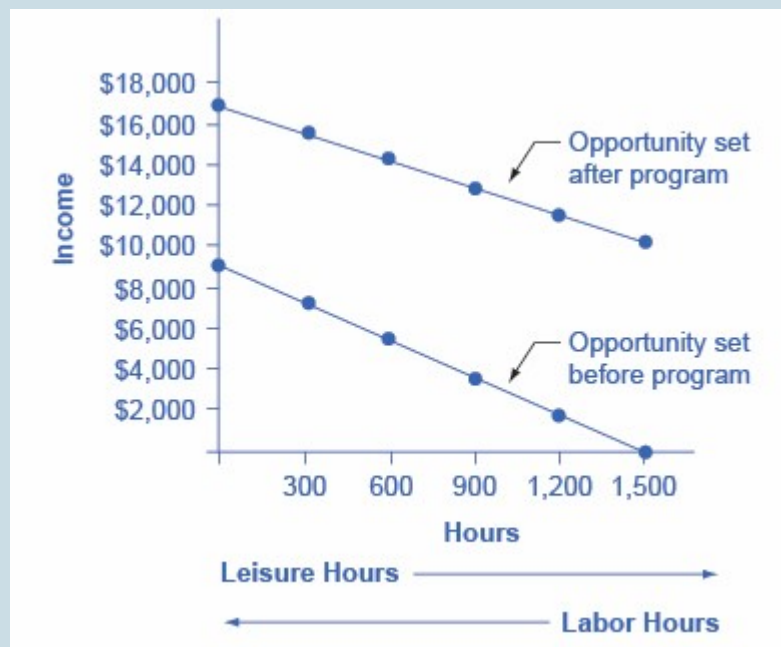 $18,000
$16,000
$14,000
$12,000
$10,000
$8,000
$6,000
$4,000
$2,000
Income
Opportunity set
after program
Opportunity set
before program
300 600 900 1,200 1,500
Hours
Leisure Hours
Labor Hours